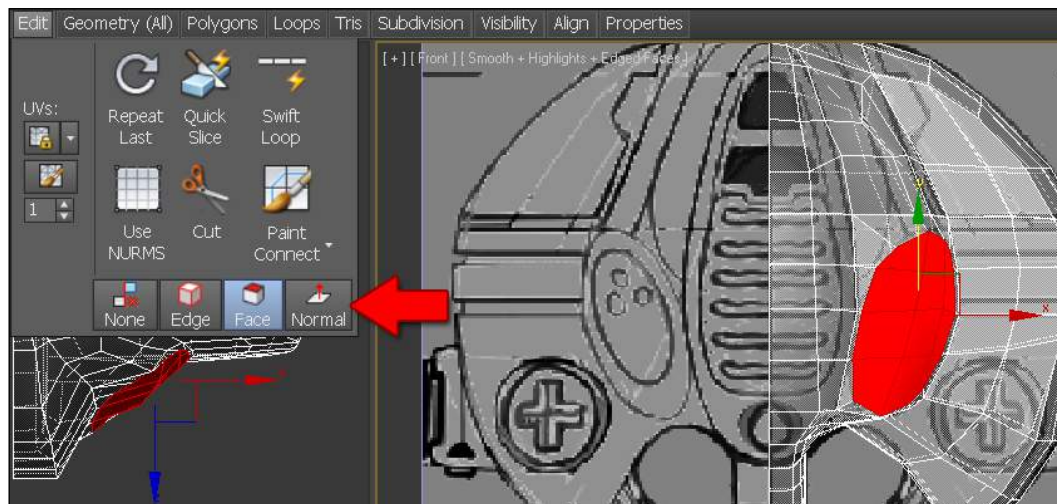 Edit Geometry (All) Polygons Loops Tris Subdivision Visibility Align Properties
[ + ] [ Front ] [ Smooth + Highlights + Edged Faces ]
UVs:
Repeat Last
Quick Slice
Swift Loop
1
Use NURMS
Cut
Paint Connect
None Edge Face Normal
y
x
x
z